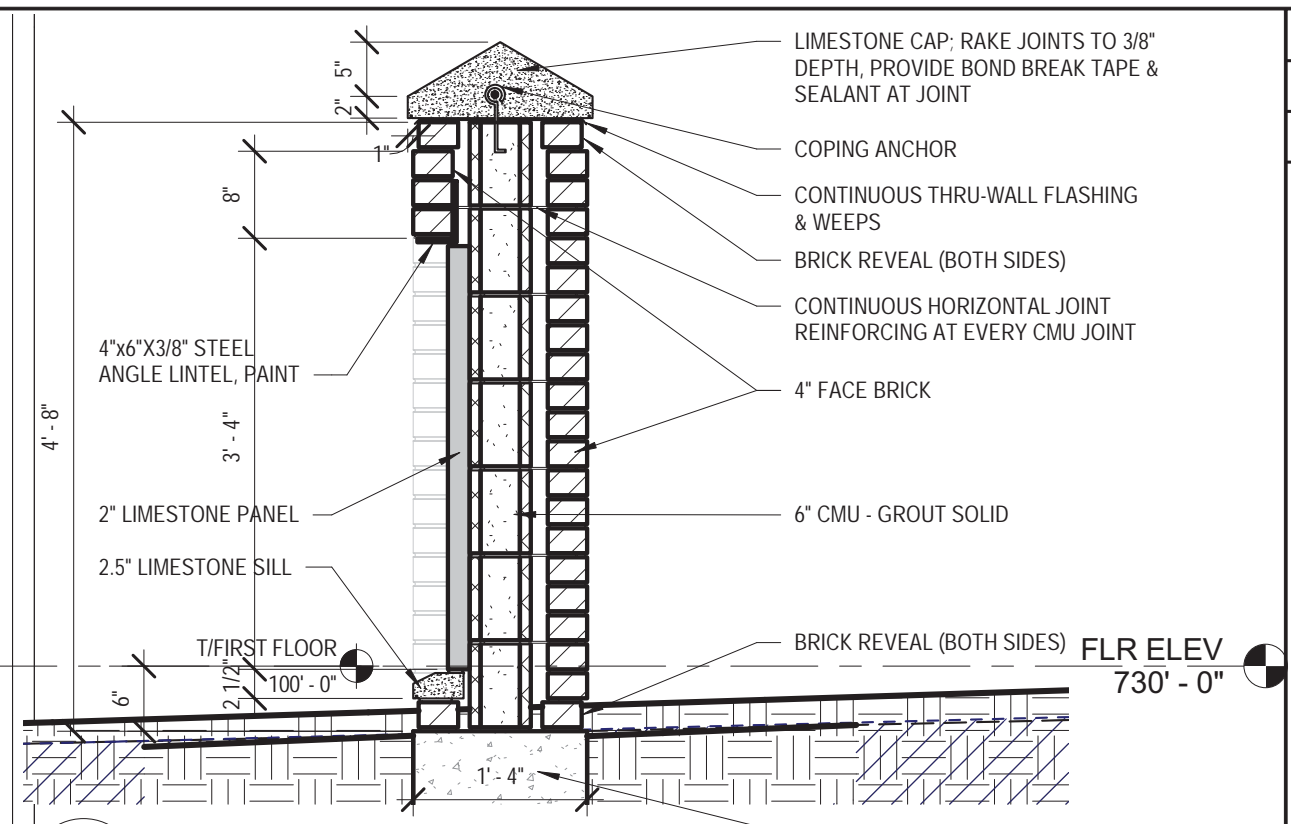 LIMESTONE CAP; RAKE JOINTS TO 3/8"
DEPTH, PROVIDE BOND BREAK TAPE &
SEALANT AT JOINT
COPING ANCHOR
CONTINUOUS THRU-WALL FLASHING
& WEEPS
BRICK REVEAL (BOTH SIDES)
CONTINUOUS HORIZONTAL JOINT
REINFORCING AT EVERY CMU JOINT
4" FACE BRICK
6" CMU - GROUT SOLID
BRICK REVEAL (BOTH SIDES)
FLR ELEV
730' - 0"
5"
2"
1"
8"
4"x6"X3/8" STEEL
ANGLE LINTEL, PAINT
4' - 8"
3' - 4"
2" LIMESTONE PANEL
2.5" LIMESTONE SILL
T/FIRST FLOOR
100' - 0"
2 1/2"
6"
1' - 4"